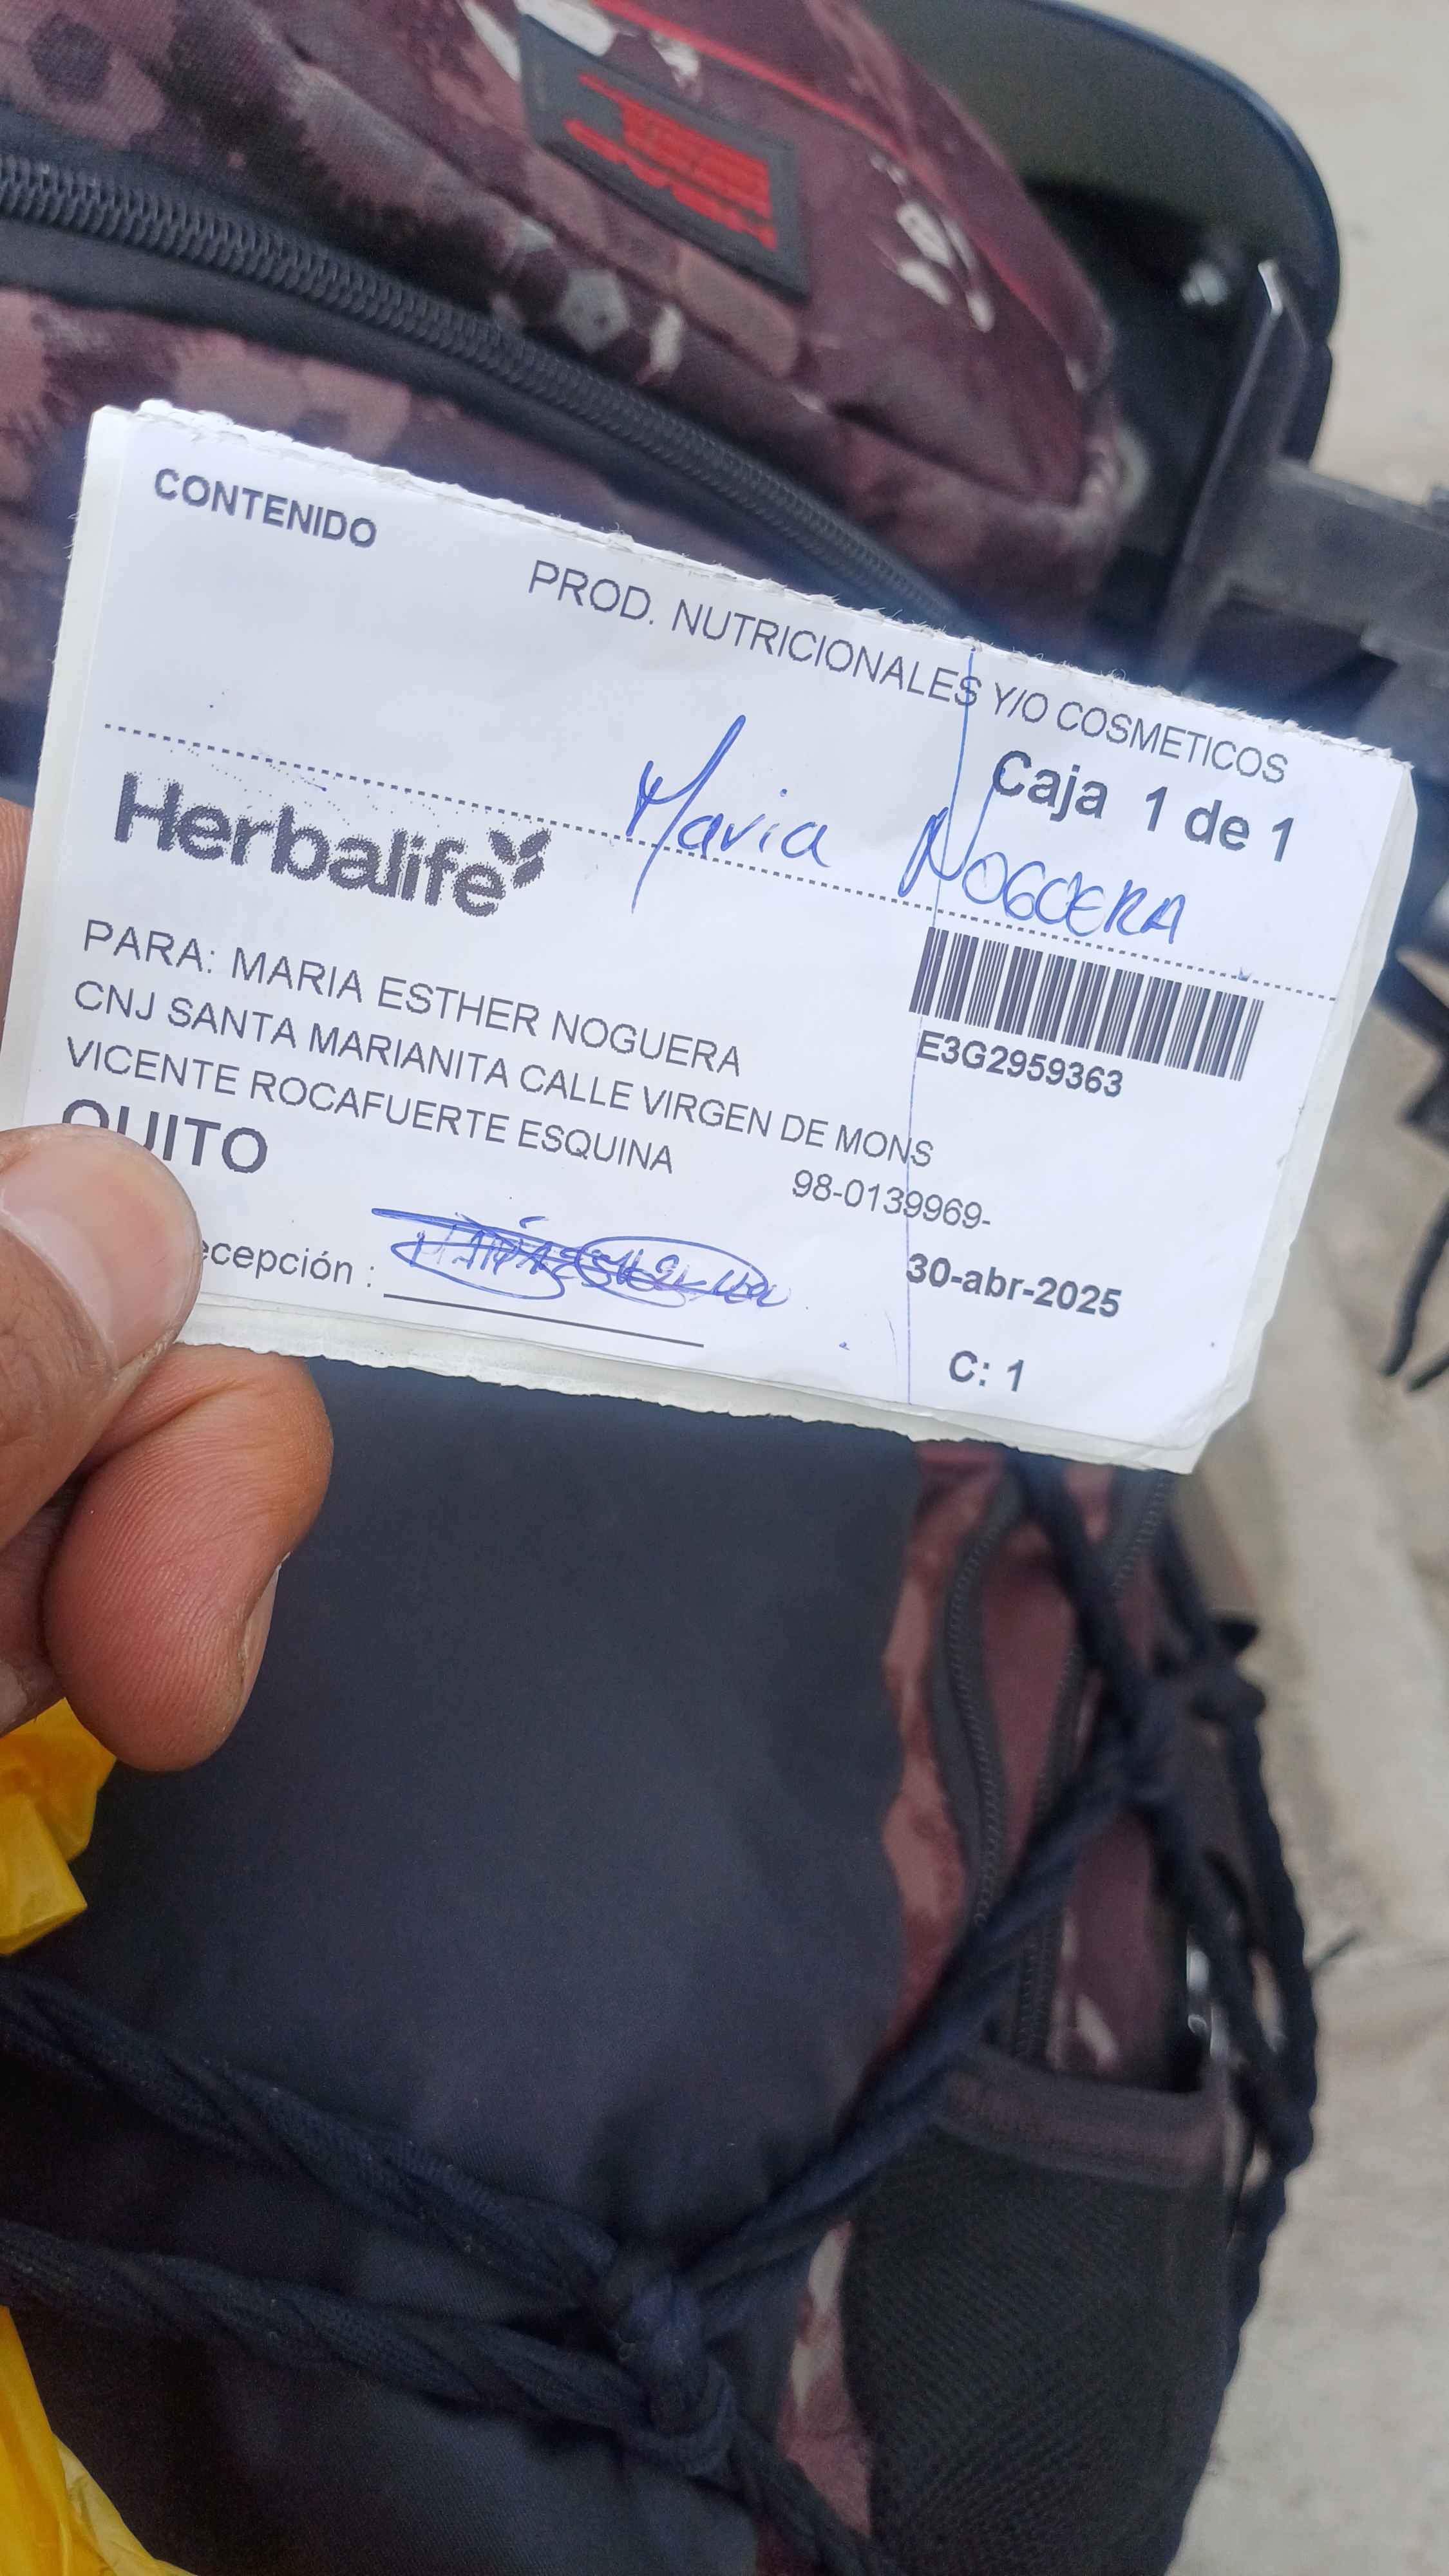 CONTENIDO
PROD. NUTRICIONALES Y/O COSMETICOS
Caja 1 de 1
Maria NOGUERA
Herbalife
E3G2959363
PARA: MARIA ESTHER NOGUERA
CNJ SANTA MARIANITA CALLE VIRGEN DE MONS
VICENTE ROCAFUERTE ESQUINA
98-0139969-
QUITO
ecepción :
30-abr-2025
C: 1